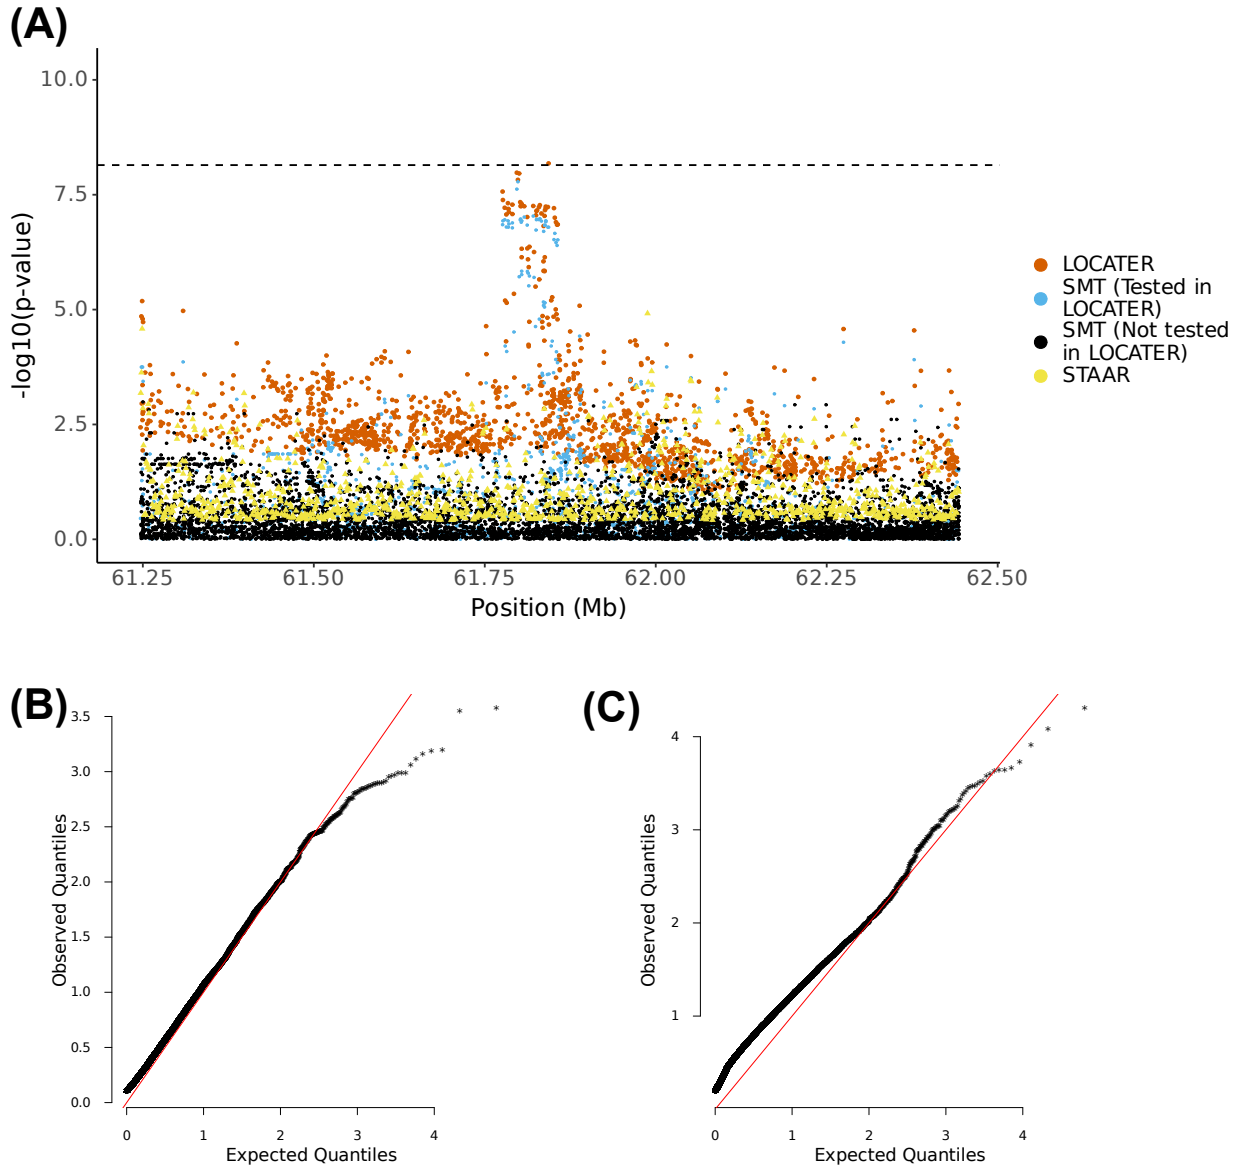 (A)
10.0
7.5
5.0
2.5
0.0
-log10(p-value)
61.25 61.50 61.75 62.00 62.25 62.50
Position (Mb)
LOCATER
SMT (Tested in
LOCATER)
SMT (Not tested
in LOCATER)
STAAR
(B)
3.5
3.0
2.5
2.0
1.5
1.0
0.5
0.0
Observed Quantiles
0 1 2 3 4
Expected Quantiles
(C)
4
3
2
1
Observed Quantiles
0 1 2 3 4
Expected Quantiles